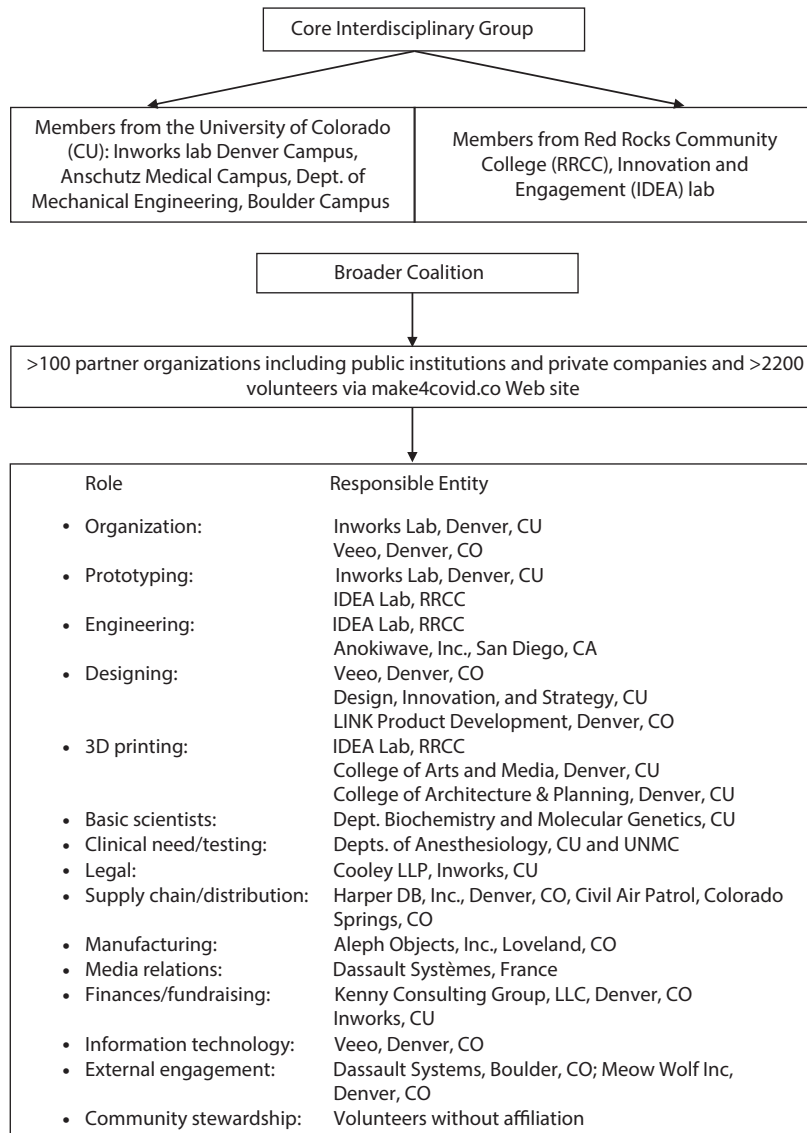 Core Interdisciplinary Group
Members from the University of Colorado
(CU): Inworks lab Denver Campus,
Anschutz Medical Campus, Dept. of
Mechanical Engineering, Boulder Campus
Members from Red Rocks Community
College (RRCC), Innovation and
Engagement (IDEA) lab
Broader Coalition
>100 partner organizations including public institutions and private companies and >2200
volunteers via make4covid.co Web site
Role Responsible Entity
• Organization: Inworks Lab, Denver, CU
Veeo, Denver, CO
• Prototyping: Inworks Lab, Denver, CU
IDEA Lab, RRCC
• Engineering: IDEA Lab, RRCC
Anokiwave, Inc., San Diego, CA
• Designing: Veeo, Denver, CO
Design, Innovation, and Strategy, CU
LINK Product Development, Denver, CO
• 3D printing: IDEA Lab, RRCC
College of Arts and Media, Denver, CU
College of Architecture & Planning, Denver, CU
• Basic scientists: Dept. Biochemistry and Molecular Genetics, CU
• Clinical need/testing: Depts. of Anesthesiology, CU and UNMC
• Legal: Cooley LLP, Inworks, CU
• Supply chain/distribution: Harper DB, Inc., Denver, CO, Civil Air Patrol, Colorado
Springs, CO
• Manufacturing: Aleph Objects, Inc., Loveland, CO
• Media relations: Dassault Systèmes, France
• Finances/fundraising: Kenny Consulting Group, LLC, Denver, CO
Inworks, CU
• Information technology: Veeo, Denver, CO
• External engagement: Dassault Systems, Boulder, CO; Meow Wolf Inc,
Denver, CO
• Community stewardship: Volunteers without affiliation